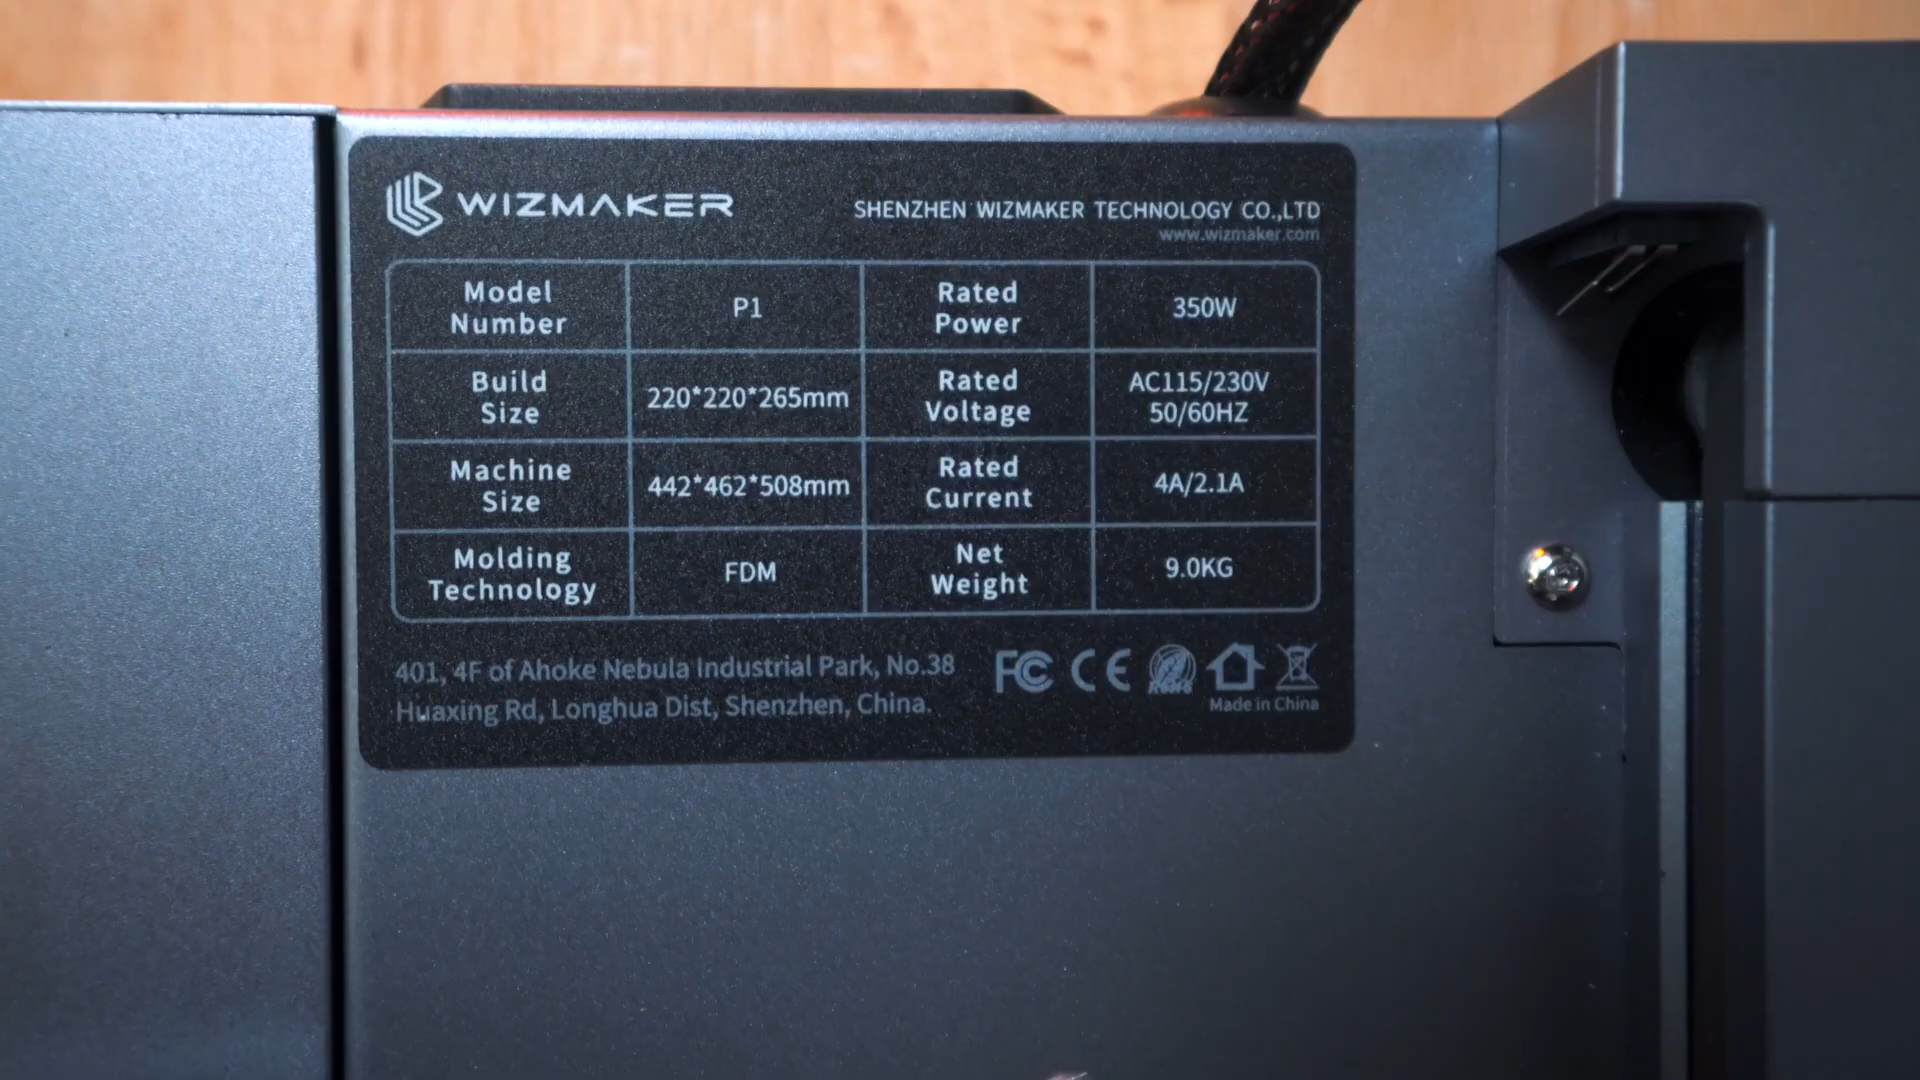 WIZMAKER
SHENZHEN WIZMAKER TECHNOLOGY CO.,LTD
www.wizmaker.com
Model Number P1 Rated Power 350W
Build Size 220*220*265mm Rated Voltage AC115/230V 50/60HZ
Machine Size 442*462*508mm Rated Current 4A/2.1A
Molding Technology FDM Net Weight 9.0KG
401, 4F of Ahoke Nebula Industrial Park, No.38
Huaxing Rd, Longhua Dist, Shenzhen, China.
FC CE RoHS
Made in China